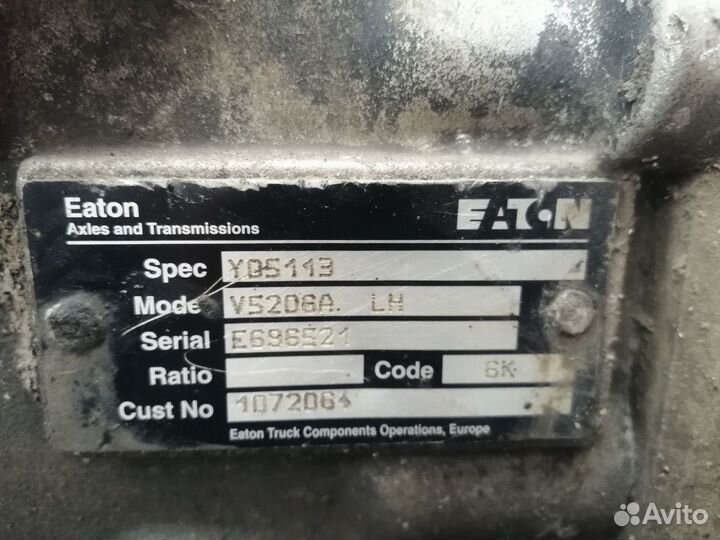 Eaton EATON
Axles and Transmissions
Spec Y05113
Mode V5206A. LH
Serial E696521
Ratio Code 6K
Cust No 1072064
Eaton Truck Components Operations, Europe
Avito